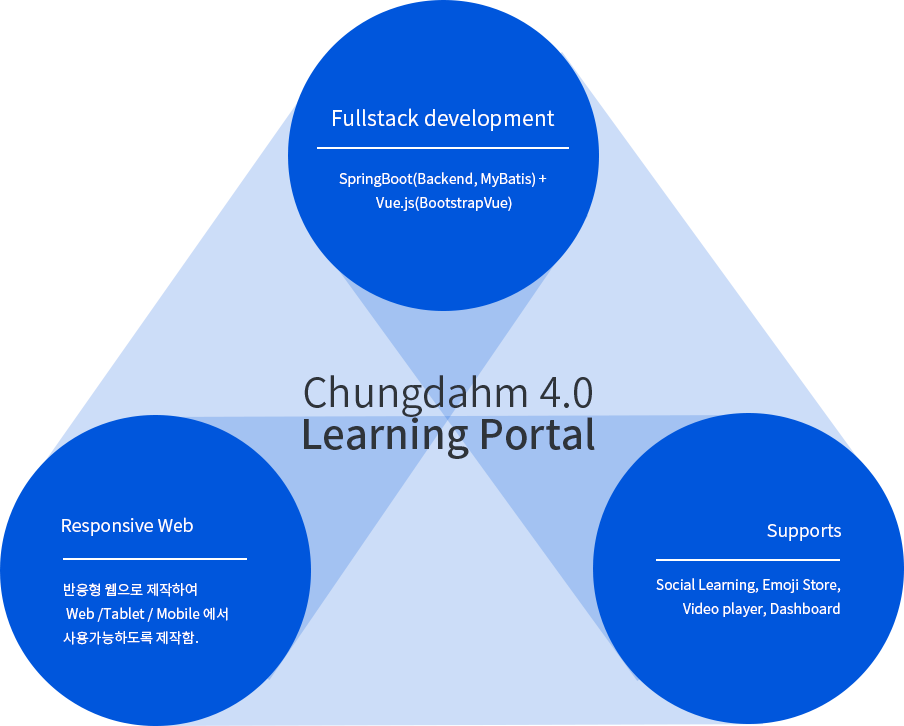 Fullstack development
SpringBoot(Backend, MyBatis) +
Vue.js(BootstrapVue)
Chungdahm 4.0
Learning Portal
Responsive Web
반응형 웹으로 제작하여
Web /Tablet / Mobile 에서
사용가능하도록 제작함.
Supports
Social Learning, Emoji Store,
Video player, Dashboard